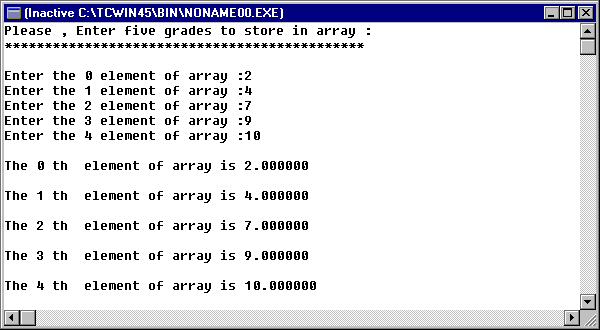 (Inactive C:\TCWIN45\BIN\NONAME00.EXE)
Please , Enter five grades to store in array :
*********************************************
Enter the 0 element of array :2
Enter the 1 element of array :4
Enter the 2 element of array :7
Enter the 3 element of array :9
Enter the 4 element of array :10
The 0 th  element of array is 2.000000
The 1 th  element of array is 4.000000
The 2 th  element of array is 7.000000
The 3 th  element of array is 9.000000
The 4 th  element of array is 10.000000